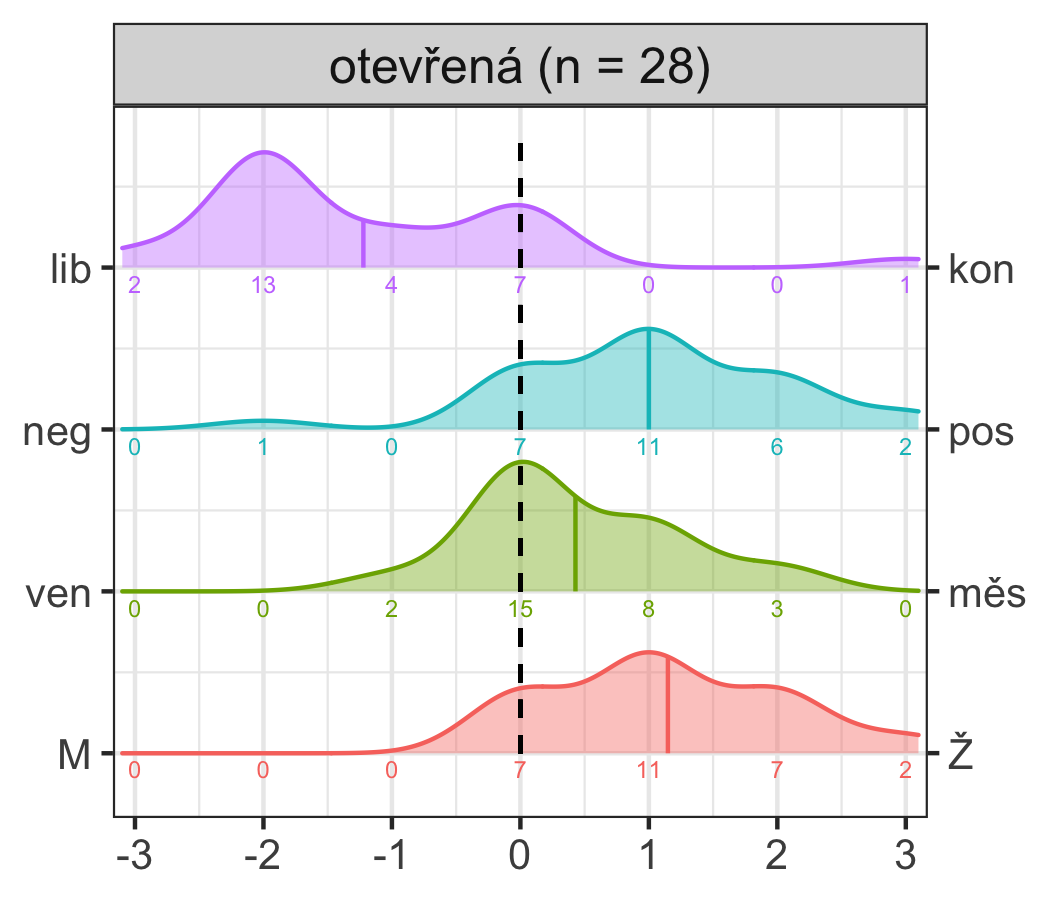 otevřená (n = 28)
lib kon
2 13 4 7 0 0 1
neg pos
0 1 0 7 11 6 2
ven měs
0 0 2 15 8 3 0
M Ž
0 0 0 7 11 7 2
-3 -2 -1 0 1 2 3